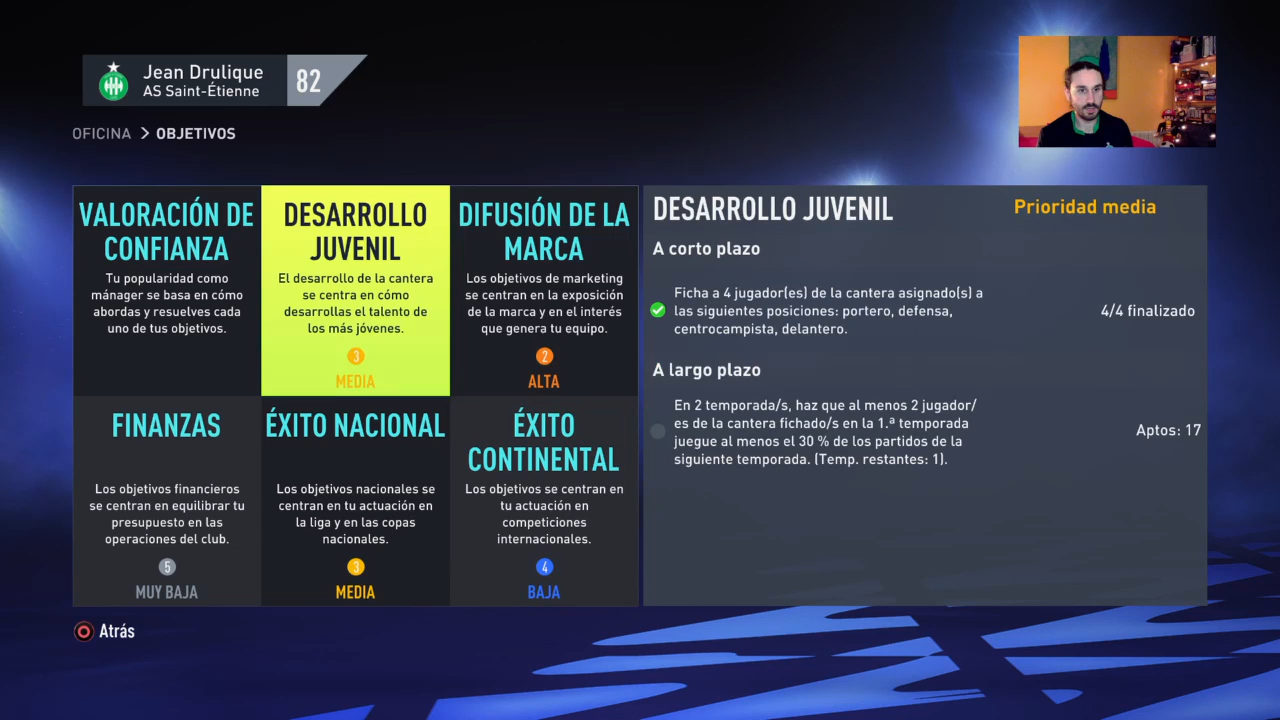 Jean Drulique
AS Saint-Étienne
82
OFICINA > OBJETIVOS
VALORACIÓN DE
CONFIANZA
Tu popularidad como
mánager se basa en cómo
abordas y resuelves cada
uno de tus objetivos.
DESARROLLO
JUVENIL
El desarrollo de la cantera
se centra en cómo
desarrollas el talento de
los más jóvenes.
3
MEDIA
DIFUSIÓN DE LA
MARCA
Los objetivos de marketing
se centran en la exposición
de la marca y en el interés
que genera tu equipo.
2
ALTA
FINANZAS
Los objetivos financieros
se centran en equilibrar tu
presupuesto en las
operaciones del club.
5
MUY BAJA
ÉXITO NACIONAL
Los objetivos nacionales se
centran en tu actuación en
la liga y en las copas
nacionales.
3
MEDIA
ÉXITO
CONTINENTAL
Los objetivos se centran en
tu actuación en
competiciones
internacionales.
4
BAJA
DESARROLLO JUVENIL
Prioridad media
A corto plazo
Ficha a 4 jugador(es) de la cantera asignado(s) a
las siguientes posiciones: portero, defensa,
centrocampista, delantero.
4/4 finalizado
A largo plazo
En 2 temporada/s, haz que al menos 2 jugador/
es de la cantera fichado/s en la 1.ª temporada
juegue al menos el 30 % de los partidos de la
siguiente temporada. (Temp. restantes: 1).
Aptos: 17
Atrás